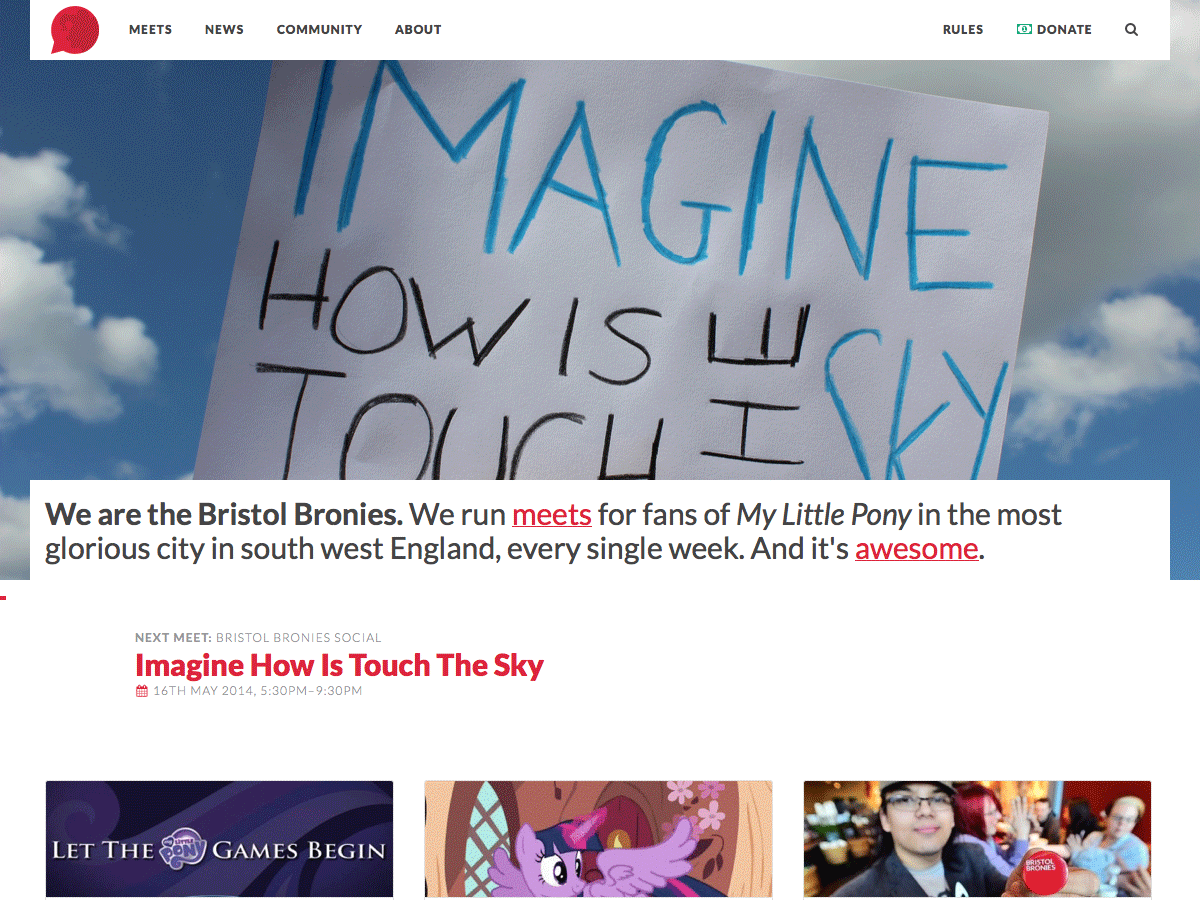 MEETS NEWS COMMUNITY ABOUT RULES DONATE
IMAGINE
HOW IS
TOUCH THE SKY
We are the Bristol Bronies. We run meets for fans of My Little Pony in the most
glorious city in south west England, every single week. And it's awesome.
NEXT MEET: BRISTOL BRONIES SOCIAL
Imagine How Is Touch The Sky
16TH MAY 2014, 5:30PM–9:30PM
LET THE MY LITTLE PONY GAMES BEGIN
BRISTOL
BRONIES